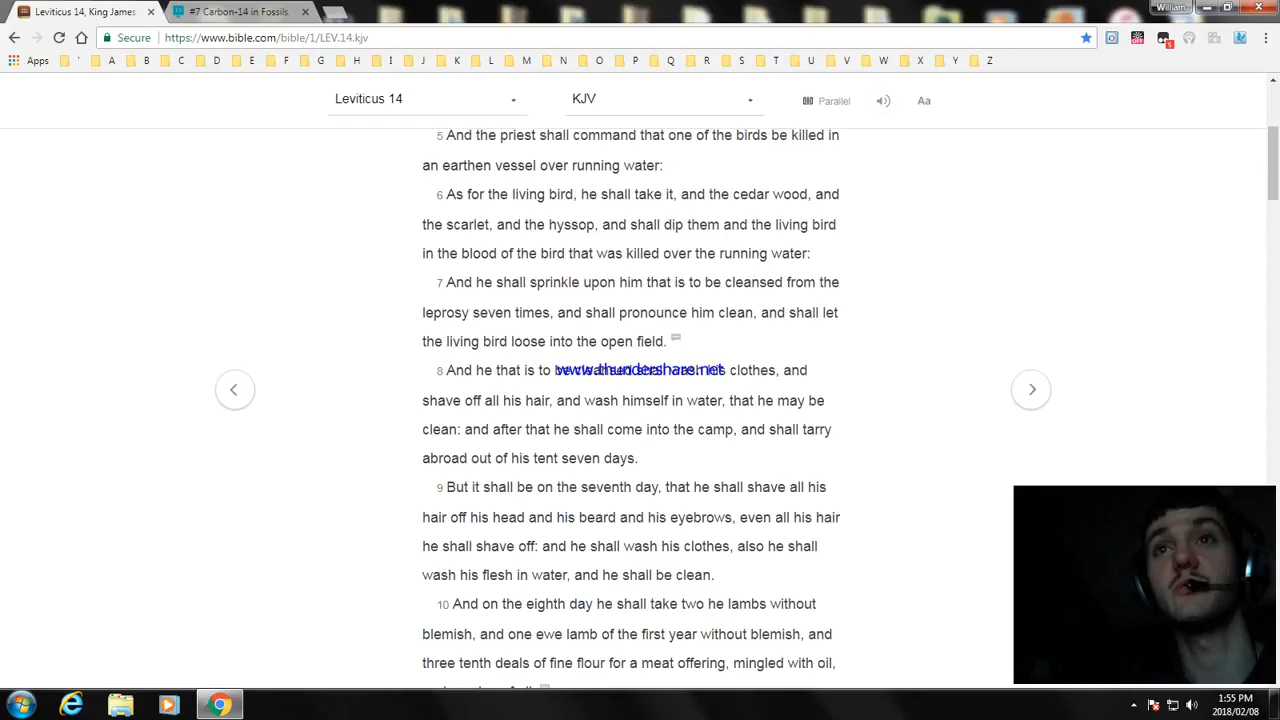 Leviticus 14, King James
#7 Carbon-14 in Fossils
William
Secure
https://www.bible.com/bible/1/LEV.14.kjv
Apps ' A B C D E F G H I J K L M N O P Q R S T U V W X Y Z
Leviticus 14
KJV
Parallel
Aa
5 And the priest shall command that one of the birds be killed in
an earthen vessel over running water:
6 As for the living bird, he shall take it, and the cedar wood, and
the scarlet, and the hyssop, and shall dip them and the living bird
in the blood of the bird that was killed over the running water:
7 And he shall sprinkle upon him that is to be cleansed from the
leprosy seven times, and shall pronounce him clean, and shall let
the living bird loose into the open field.
8 And he that is to be cleansed shall wash his clothes, and
www.thundershare.net
shave off all his hair, and wash himself in water, that he may be
clean: and after that he shall come into the camp, and shall tarry
abroad out of his tent seven days.
9 But it shall be on the seventh day, that he shall shave all his
hair off his head and his beard and his eyebrows, even all his hair
he shall shave off: and he shall wash his clothes, also he shall
wash his flesh in water, and he shall be clean.
10 And on the eighth day he shall take two he lambs without
blemish, and one ewe lamb of the first year without blemish, and
three tenth deals of fine flour for a meat offering, mingled with oil,
1:55 PM
2018/02/08